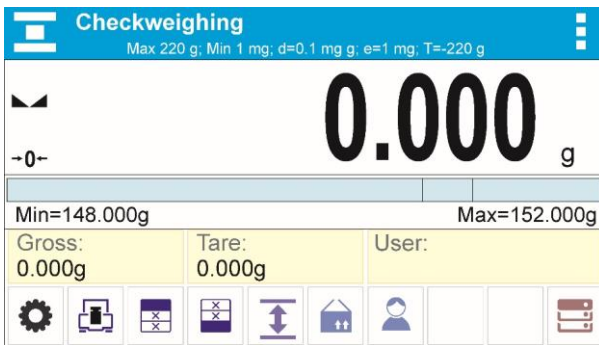 Checkweighing
Max 220 g; Min 1 mg; d=0.1 mg g; e=1 mg; T=-220 g
0.000 g
→0←
Min=148.000g Max=152.000g
Gross: Tare: User:
0.000g 0.000g